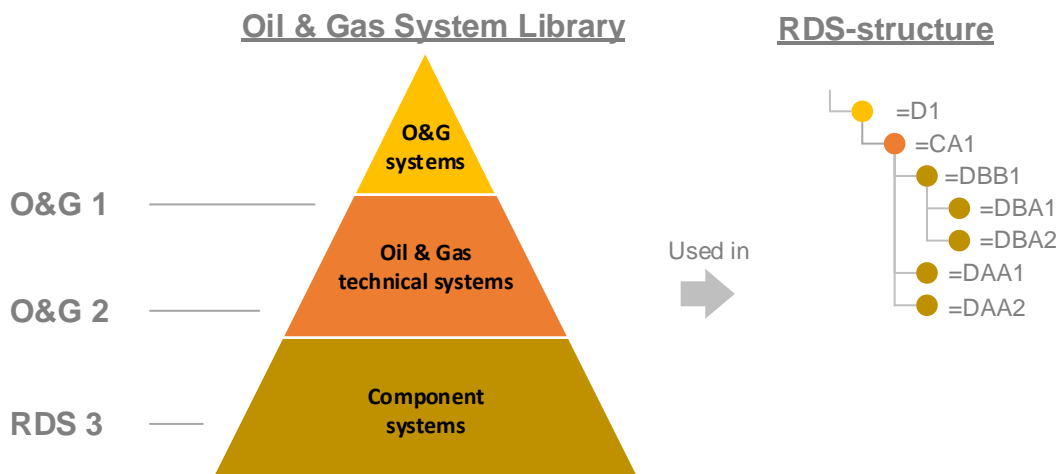 Oil & Gas System Library
RDS-structure
O&G
systems
O&G 1
Oil & Gas
technical systems
O&G 2
Component
systems
RDS 3
Used in
=D1
=CA1
=DBB1
=DBA1
=DBA2
=DAA1
=DAA2